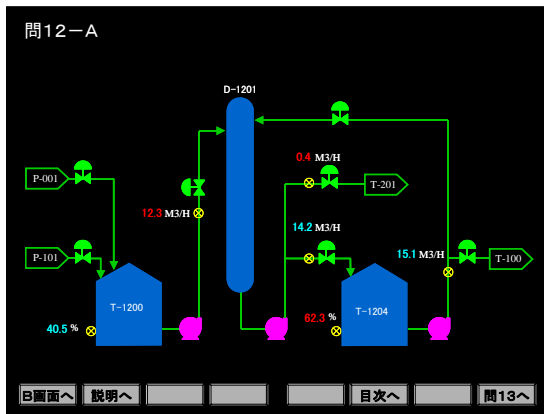 問12－A
D-1201
0.4 M3/H
P-001
T-201
12.3 M3/H
14.2 M3/H
15.1 M3/H
P-101
T-100
T-1200
T-1204
40.5 %
62.3 %
B画面へ 説明へ 目次へ 問13へ